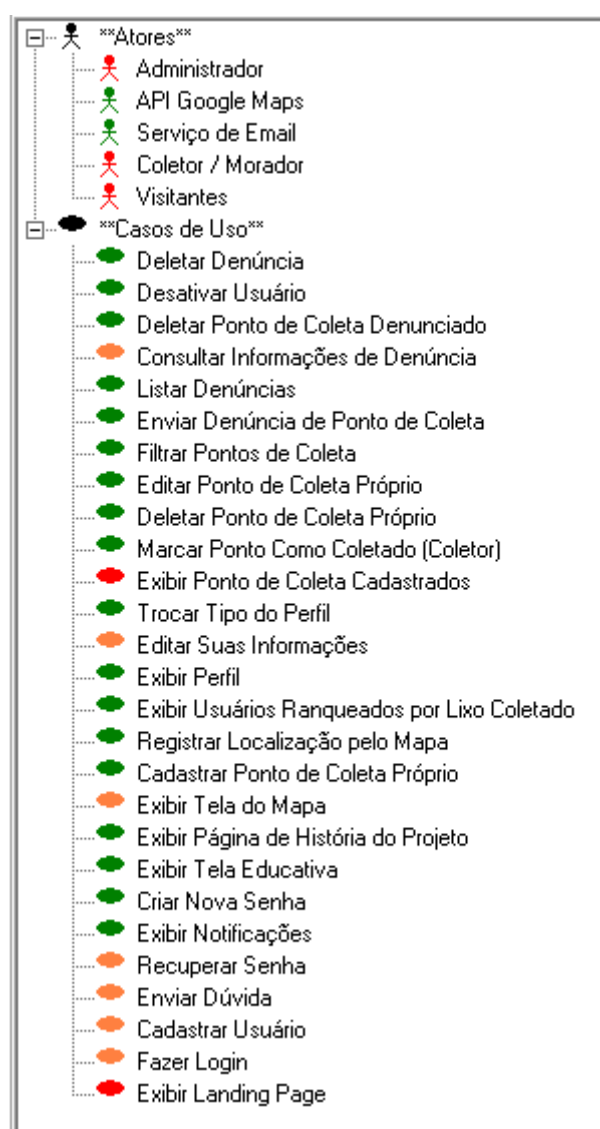 **Atores**
Administrador
API Google Maps
Serviço de Email
Coletor / Morador
Visitantes
**Casos de Uso**
Deletar Denúncia
Desativar Usuário
Deletar Ponto de Coleta Denunciado
Consultar Informações de Denúncia
Listar Denúncias
Enviar Denúncia de Ponto de Coleta
Filtrar Pontos de Coleta
Editar Ponto de Coleta Próprio
Deletar Ponto de Coleta Próprio
Marcar Ponto Como Coletado (Coletor)
Exibir Ponto de Coleta Cadastrados
Trocar Tipo do Perfil
Editar Suas Informações
Exibir Perfil
Exibir Usuários Ranqueados por Lixo Coletado
Registrar Localização pelo Mapa
Cadastrar Ponto de Coleta Próprio
Exibir Tela do Mapa
Exibir Página de História do Projeto
Exibir Tela Educativa
Criar Nova Senha
Exibir Notificações
Recuperar Senha
Enviar Dúvida
Cadastrar Usuário
Fazer Login
Exibir Landing Page